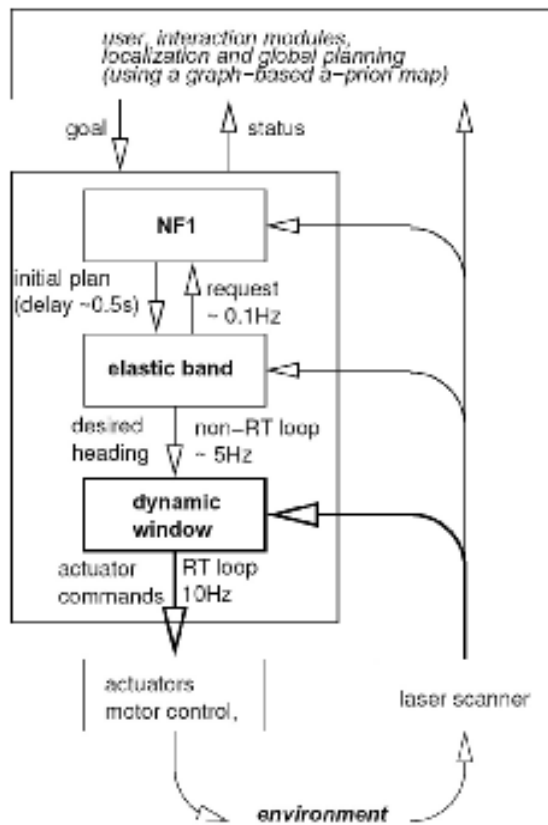 user, interaction modules,
localization and global planning
(using a graph-based a-priori map)
goal
status
NF1
initial plan
(delay ~0.5s)
request
~ 0.1Hz
elastic band
desired
heading
non-RT loop
~ 5Hz
dynamic
window
actuator
commands
RT loop
10Hz
actuators
motor control,
laser scanner
environment